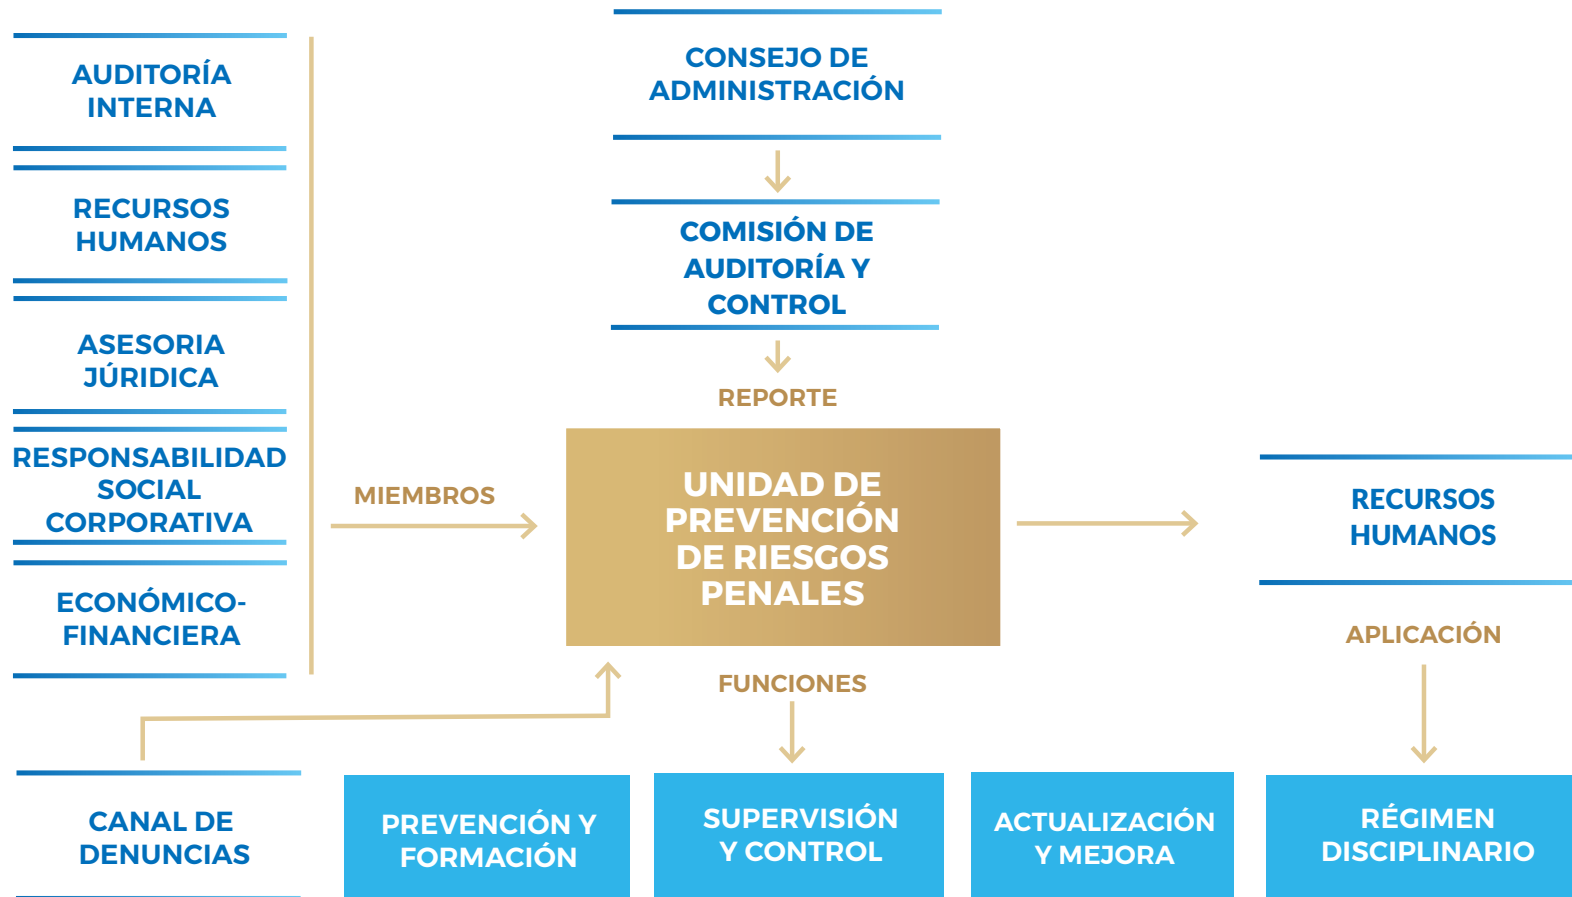 AUDITORÍA
INTERNA
RECURSOS
HUMANOS
ASESORIA
JÚRIDICA
RESPONSABILIDAD
SOCIAL
CORPORATIVA
ECONÓMICO-
FINANCIERA
CANAL DE
DENUNCIAS
MIEMBROS
CONSEJO DE
ADMINISTRACIÓN
COMISIÓN DE
AUDITORÍA Y
CONTROL
REPORTE
UNIDAD DE
PREVENCIÓN
DE RIESGOS
PENALES
FUNCIONES
PREVENCIÓN Y
FORMACIÓN
SUPERVISIÓN
Y CONTROL
ACTUALIZACIÓN
Y MEJORA
RECURSOS
HUMANOS
APLICACIÓN
RÉGIMEN
DISCIPLINARIO